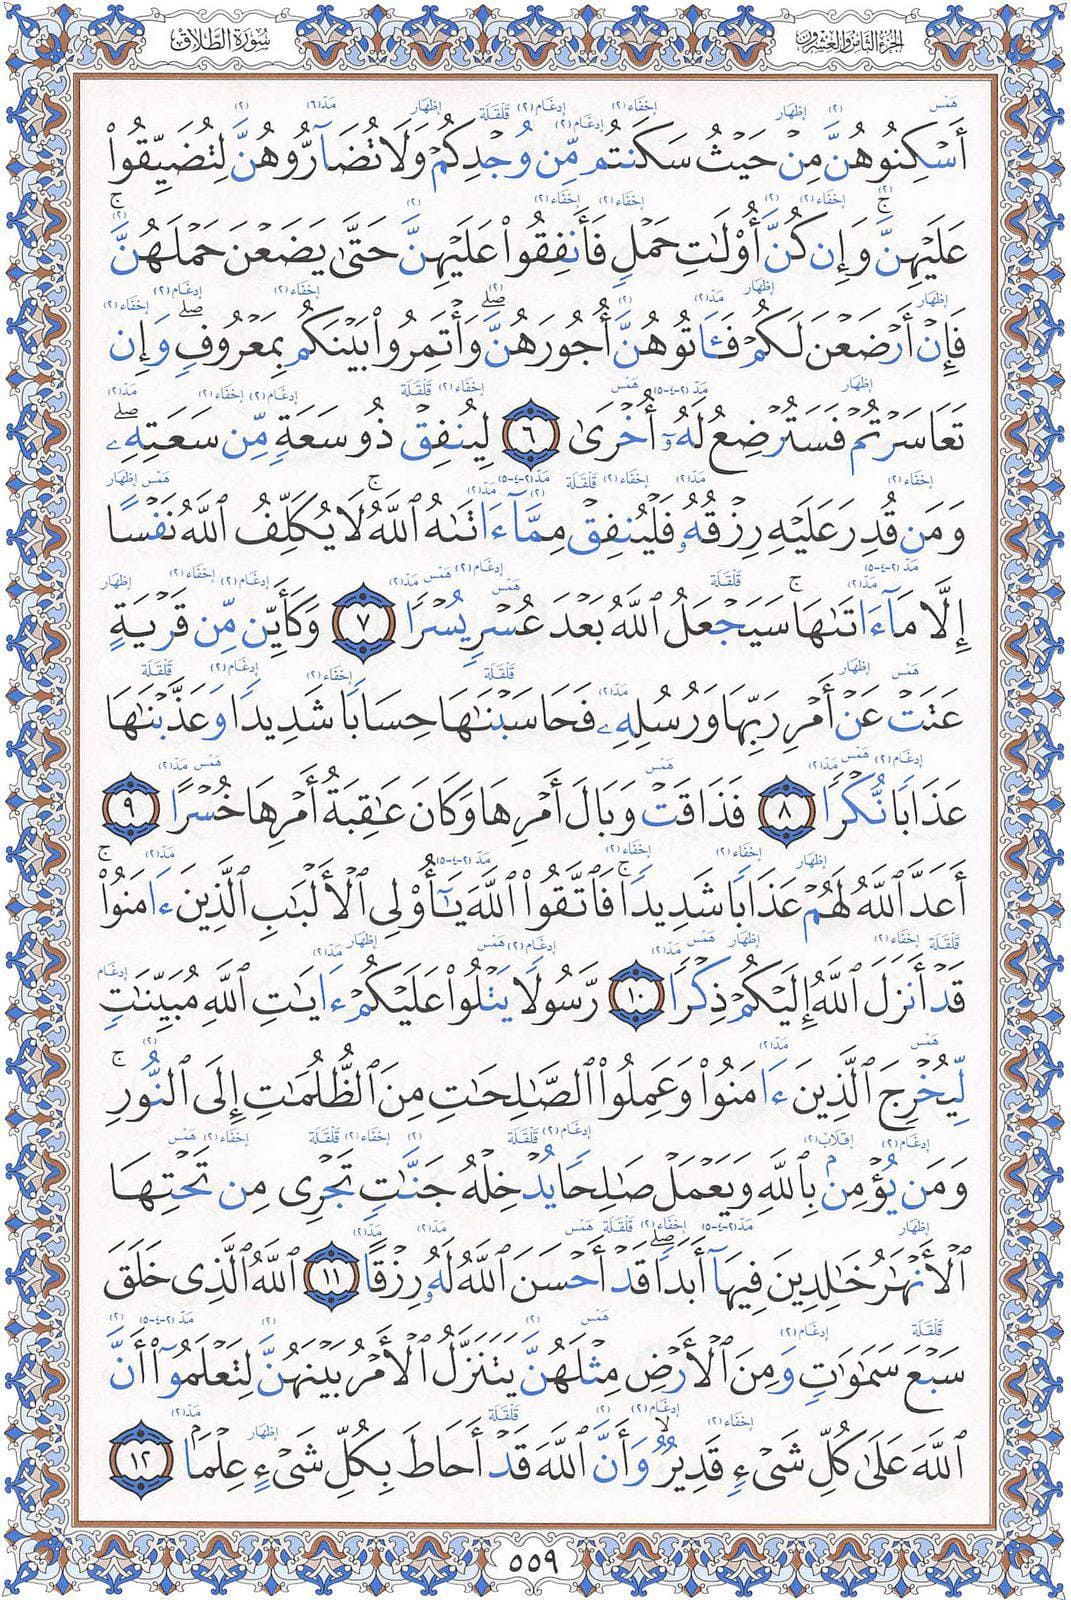 سورة الطلاق
الجزء الثامن والعشرون
أَسْكِنُوهُنَّ مِنْ حَيْثُ سَكَنتُم مِّن وُجْدِكُمْ وَلَا تُضَآرُّوهُنَّ لِتُضَيِّقُوا۟
عَلَيْهِنَّ ۚ وَإِن كُنَّ أُو۟لَـٰتِ حَمْلٍ فَأَنفِقُوا۟ عَلَيْهِنَّ حَتَّىٰ يَضَعْنَ حَمْلَهُنَّ ۚ
فَإِنْ أَرْضَعْنَ لَكُمْ فَـَٔاتُوهُنَّ أُجُورَهُنَّ ۖ وَأْتَمِرُوا۟ بَيْنَكُم بِمَعْرُوفٍ ۖ وَإِن
تَعَاسَرْتُمْ فَسَتُرْضِعُ لَهُۥٓ أُخْرَىٰ ٦ لِيُنفِقْ ذُو سَعَةٍ مِّن سَعَتِهِۦ ۖ
وَمَن قُدِرَ عَلَيْهِ رِزْقُهُۥ فَلْيُنفِقْ مِمَّآ ءَاتَىٰهُ ٱللَّهُ ۚ لَا يُكَلِّفُ ٱللَّهُ نَفْسًا
إِلَّا مَآ ءَاتَىٰهَا ۚ سَيَجْعَلُ ٱللَّهُ بَعْدَ عُسْرٍ يُسْرًا ٧ وَكَأَيِّن مِّن قَرْيَةٍ
عَتَتْ عَنْ أَمْرِ رَبِّهَا وَرُسُلِهِۦ فَحَاسَبْنَـٰهَا حِسَابًا شَدِيدًا وَعَذَّبْنَـٰهَا
عَذَابًا نُّكْرًا ٨ فَذَاقَتْ وَبَالَ أَمْرِهَا وَكَانَ عَـٰقِبَةُ أَمْرِهَا خُسْرًا ٩
أَعَدَّ ٱللَّهُ لَهُمْ عَذَابًا شَدِيدًا ۖ فَٱتَّقُوا۟ ٱللَّهَ يَـٰٓأُو۟لِى ٱلْأَلْبَـٰبِ ٱلَّذِينَ ءَامَنُوا۟ ۚ
قَدْ أَنزَلَ ٱللَّهُ إِلَيْكُمْ ذِكْرًا ١٠ رَّسُولًا يَتْلُوا۟ عَلَيْكُمْ ءَايَـٰتِ ٱللَّهِ مُبَيِّنَـٰتٍ
لِّيُخْرِجَ ٱلَّذِينَ ءَامَنُوا۟ وَعَمِلُوا۟ ٱلصَّـٰلِحَـٰتِ مِنَ ٱلظُّلُمَـٰتِ إِلَى ٱلنُّورِ ۚ
وَمَن يُؤْمِنۢ بِٱللَّهِ وَيَعْمَلْ صَـٰلِحًا يُدْخِلْهُ جَنَّـٰتٍ تَجْرِى مِن تَحْتِهَا
ٱلْأَنْهَـٰرُ خَـٰلِدِينَ فِيهَآ أَبَدًا ۖ قَدْ أَحْسَنَ ٱللَّهُ لَهُۥ رِزْقًا ١١ ٱللَّهُ ٱلَّذِى خَلَقَ
سَبْعَ سَمَـٰوَٰتٍ وَمِنَ ٱلْأَرْضِ مِثْلَهُنَّ يَتَنَزَّلُ ٱلْأَمْرُ بَيْنَهُنَّ لِتَعْلَمُوٓا۟ أَنَّ
ٱللَّهَ عَلَىٰ كُلِّ شَىْءٍ قَدِيرٌ وَأَنَّ ٱللَّهَ قَدْ أَحَاطَ بِكُلِّ شَىْءٍ عِلْمًۢا ١٢
٥٥٩